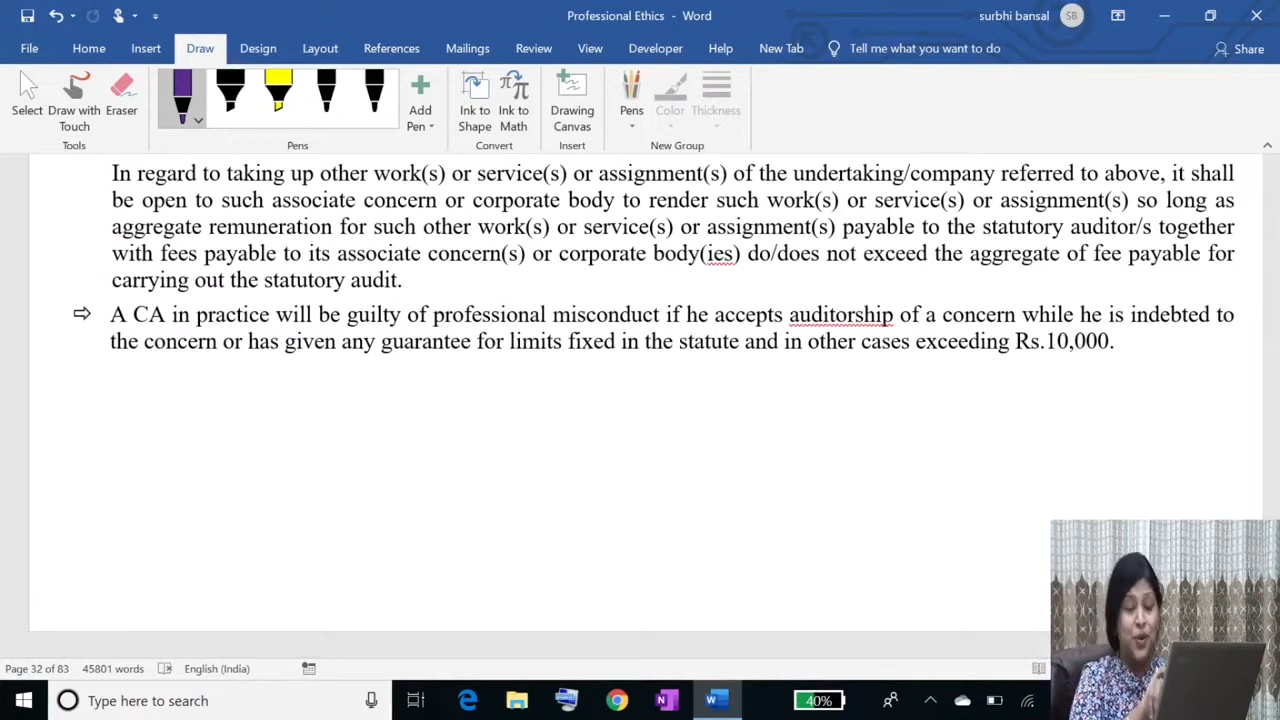 Professional Ethics - Word
surbhi bansal
SB
File
Home
Insert
Draw
Design
Layout
References
Mailings
Review
View
Developer
Help
New Tab
Tell me what you want to do
Share
Select
Draw with Touch
Eraser
Add Pen
Ink to Shape
Ink to Math
Drawing Canvas
Pens
Color
Thickness
Tools
Pens
Convert
Insert
New Group
In regard to taking up other work(s) or service(s) or assignment(s) of the undertaking/company referred to above, it shall
be open to such associate concern or corporate body to render such work(s) or service(s) or assignment(s) so long as
aggregate remuneration for such other work(s) or service(s) or assignment(s) payable to the statutory auditor/s together
with fees payable to its associate concern(s) or corporate body(ies) do/does not exceed the aggregate of fee payable for
carrying out the statutory audit.
⇨ A CA in practice will be guilty of professional misconduct if he accepts auditorship of a concern while he is indebted to
the concern or has given any guarantee for limits fixed in the statute and in other cases exceeding Rs.10,000.
Page 32 of 83
45801 words
English (India)
Type here to search
40%